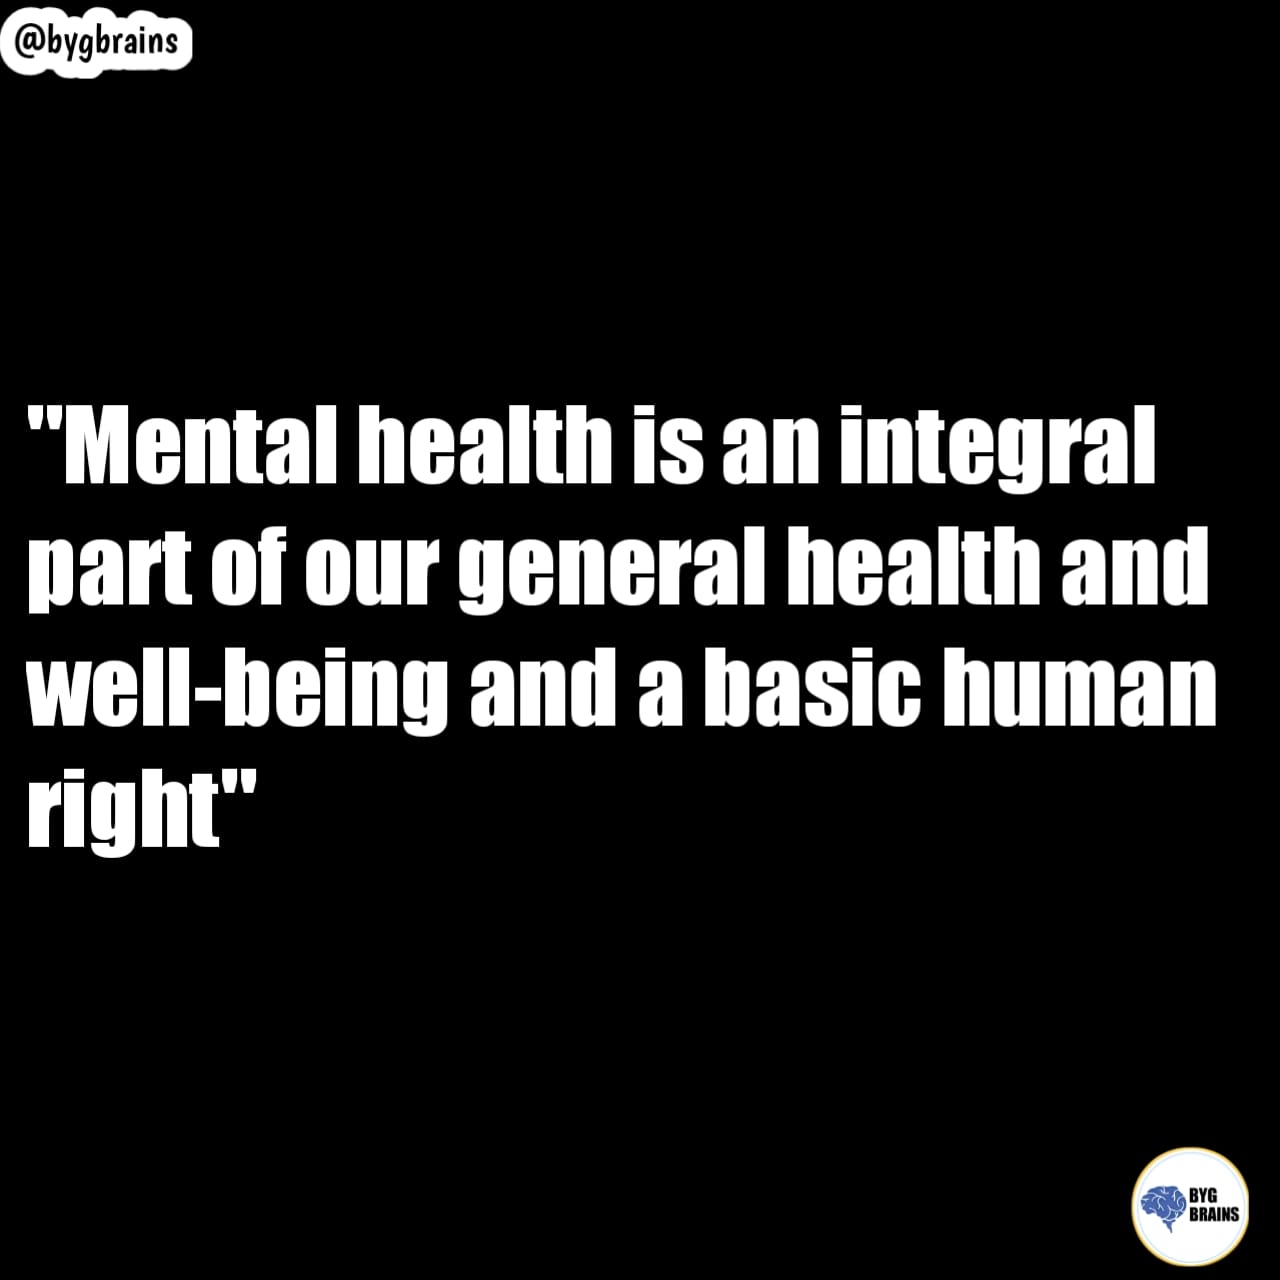 @bygbrains
"Mental health is an integral
part of our general health and
well-being and a basic human
right"
BYG
BRAINS